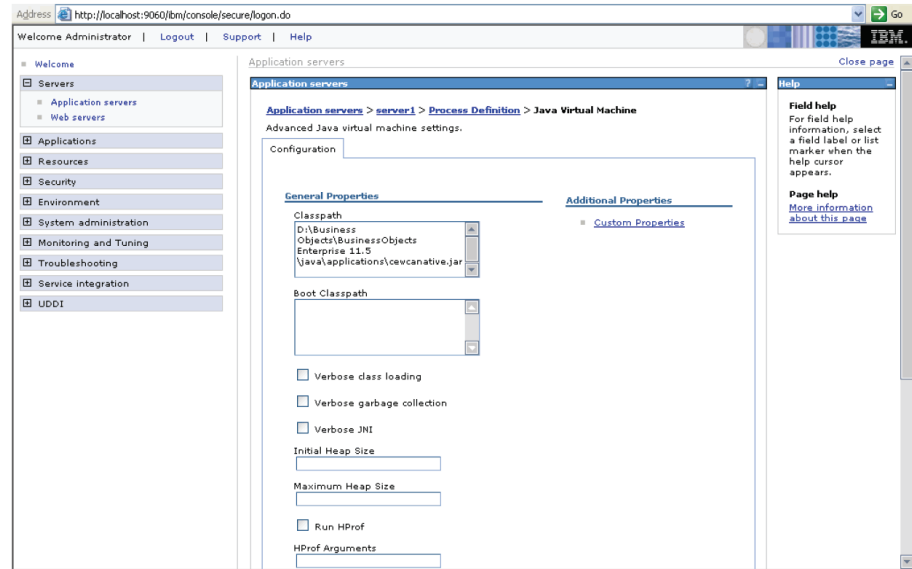 Address http://localhost:9060/ibm/console/secure/logon.do Go
Welcome Administrator | Logout | Support | Help IBM.
Welcome
Servers
Application servers
Web servers
Applications
Resources
Security
Environment
System administration
Monitoring and Tuning
Troubleshooting
Service integration
UDDI
Application servers Close page
Application servers ? -
Application servers > server1 > Process Definition > Java Virtual Machine
Advanced Java virtual machine settings.
Configuration
General Properties
Classpath
D:\Business
Objects\BusinessObjects
Enterprise 11.5
\java\applications\cewcanative.jar
Boot Classpath
Verbose class loading
Verbose garbage collection
Verbose JNI
Initial Heap Size
Maximum Heap Size
Run HProf
HProf Arguments
Additional Properties
Custom Properties
Help -
Field help
For field help
information, select
a field label or list
marker when the
help cursor
appears.
Page help
More information
about this page